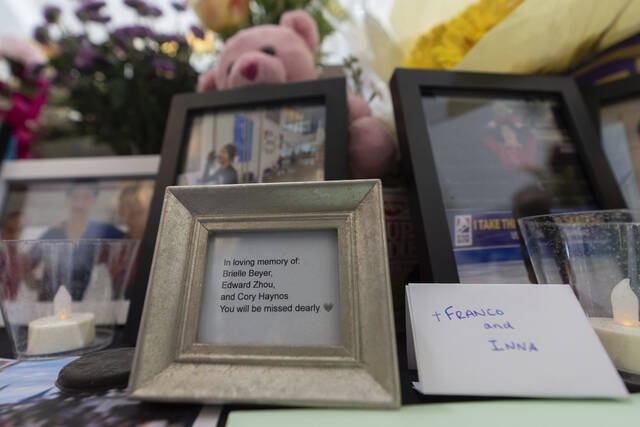 I TAKE TH
In loving memory of:
Brielle Beyer,
Edward Zhou,
and Cory Haynos
You will be missed dearly 🖤
+FRANCO
and
INNA